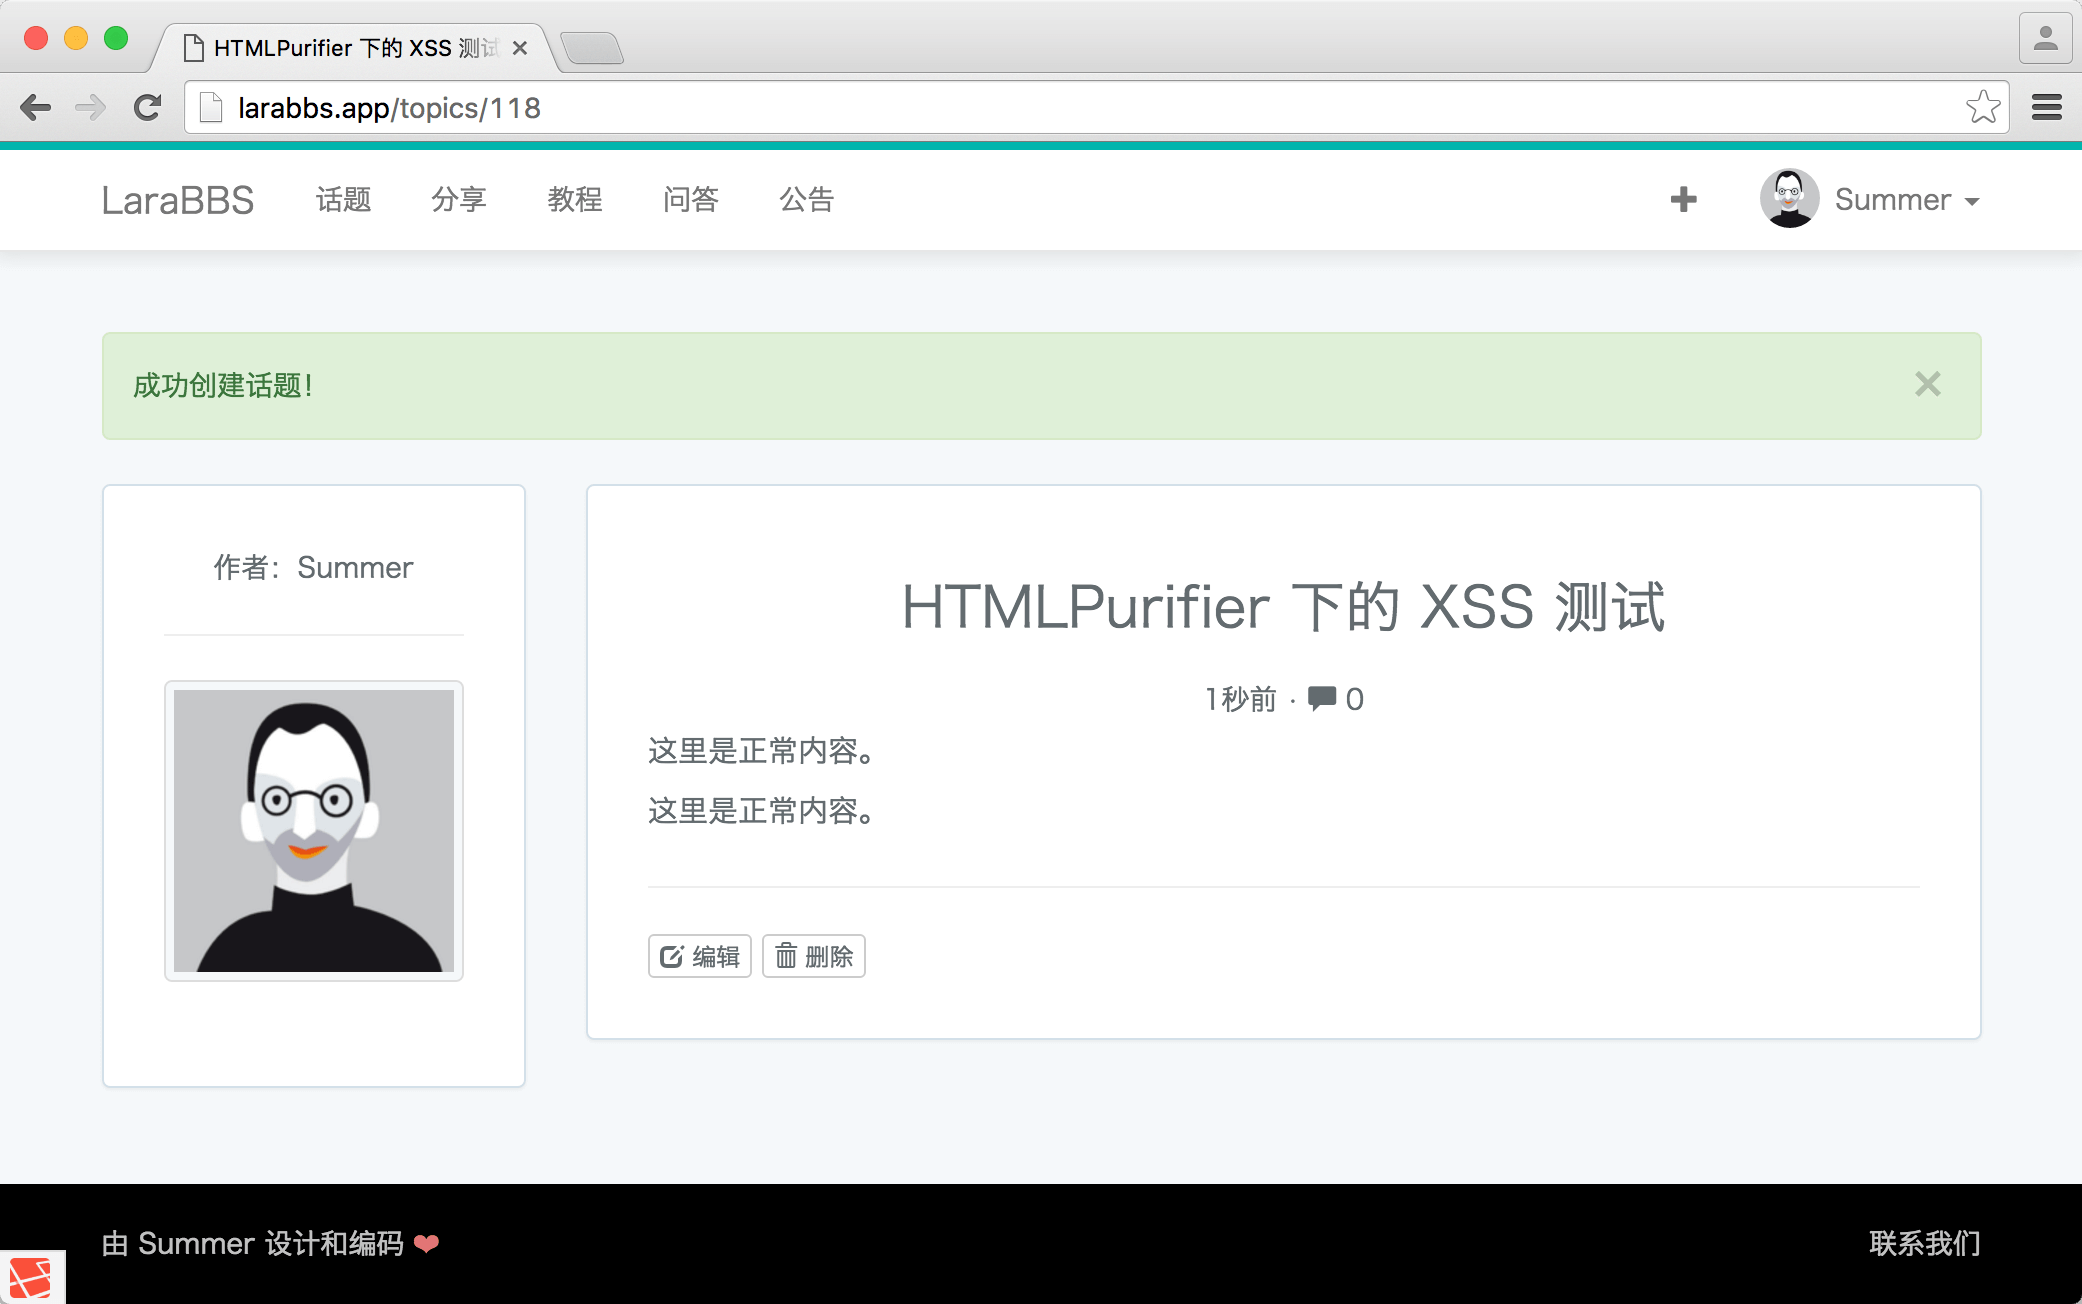 HTMLPurifier 下的 XSS 测试
larabbs.app/topics/118
LaraBBS 话题 分享 教程 问答 公告 Summer
成功创建话题！
作者：Summer
HTMLPurifier 下的 XSS 测试
1秒前 · 0
这里是正常内容。
这里是正常内容。
编辑 删除
由 Summer 设计和编码 ❤
联系我们